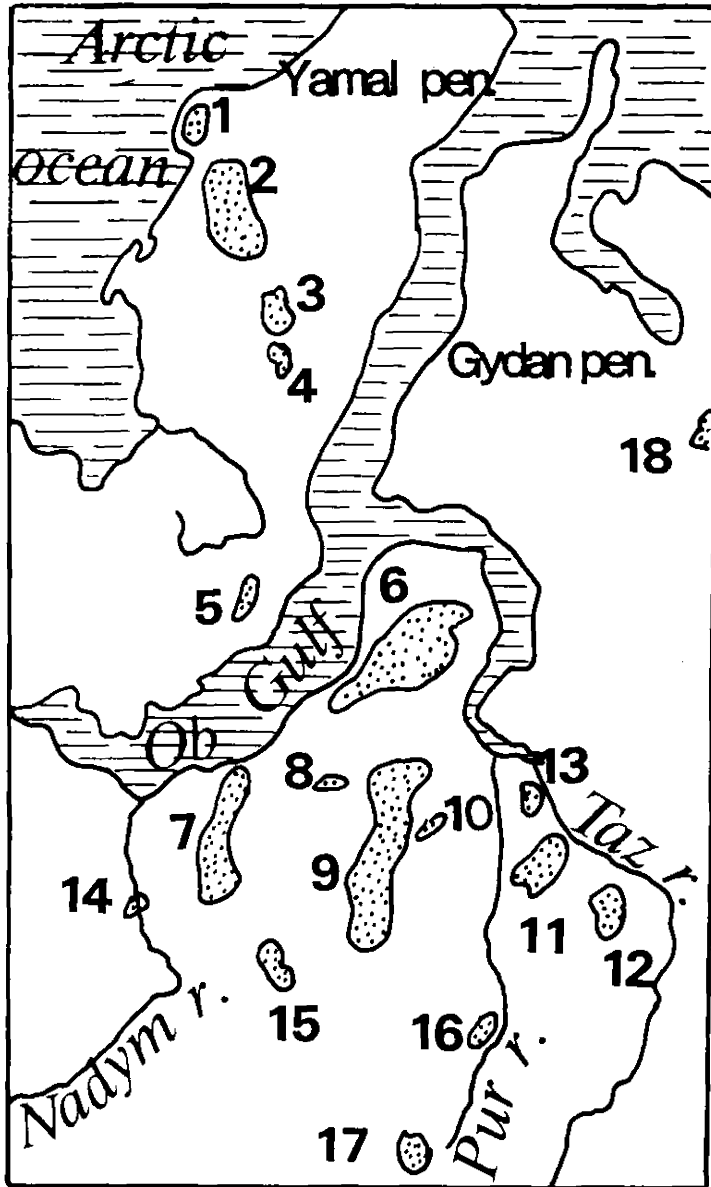 Arctic
Yamal pen.
1
ocean
2
3
4
Gydan pen.
18
5
6
Gulf
Ob
8
13
7
10
Taz r.
9
14
11
12
15
16
Nadym r.
Pur r.
17